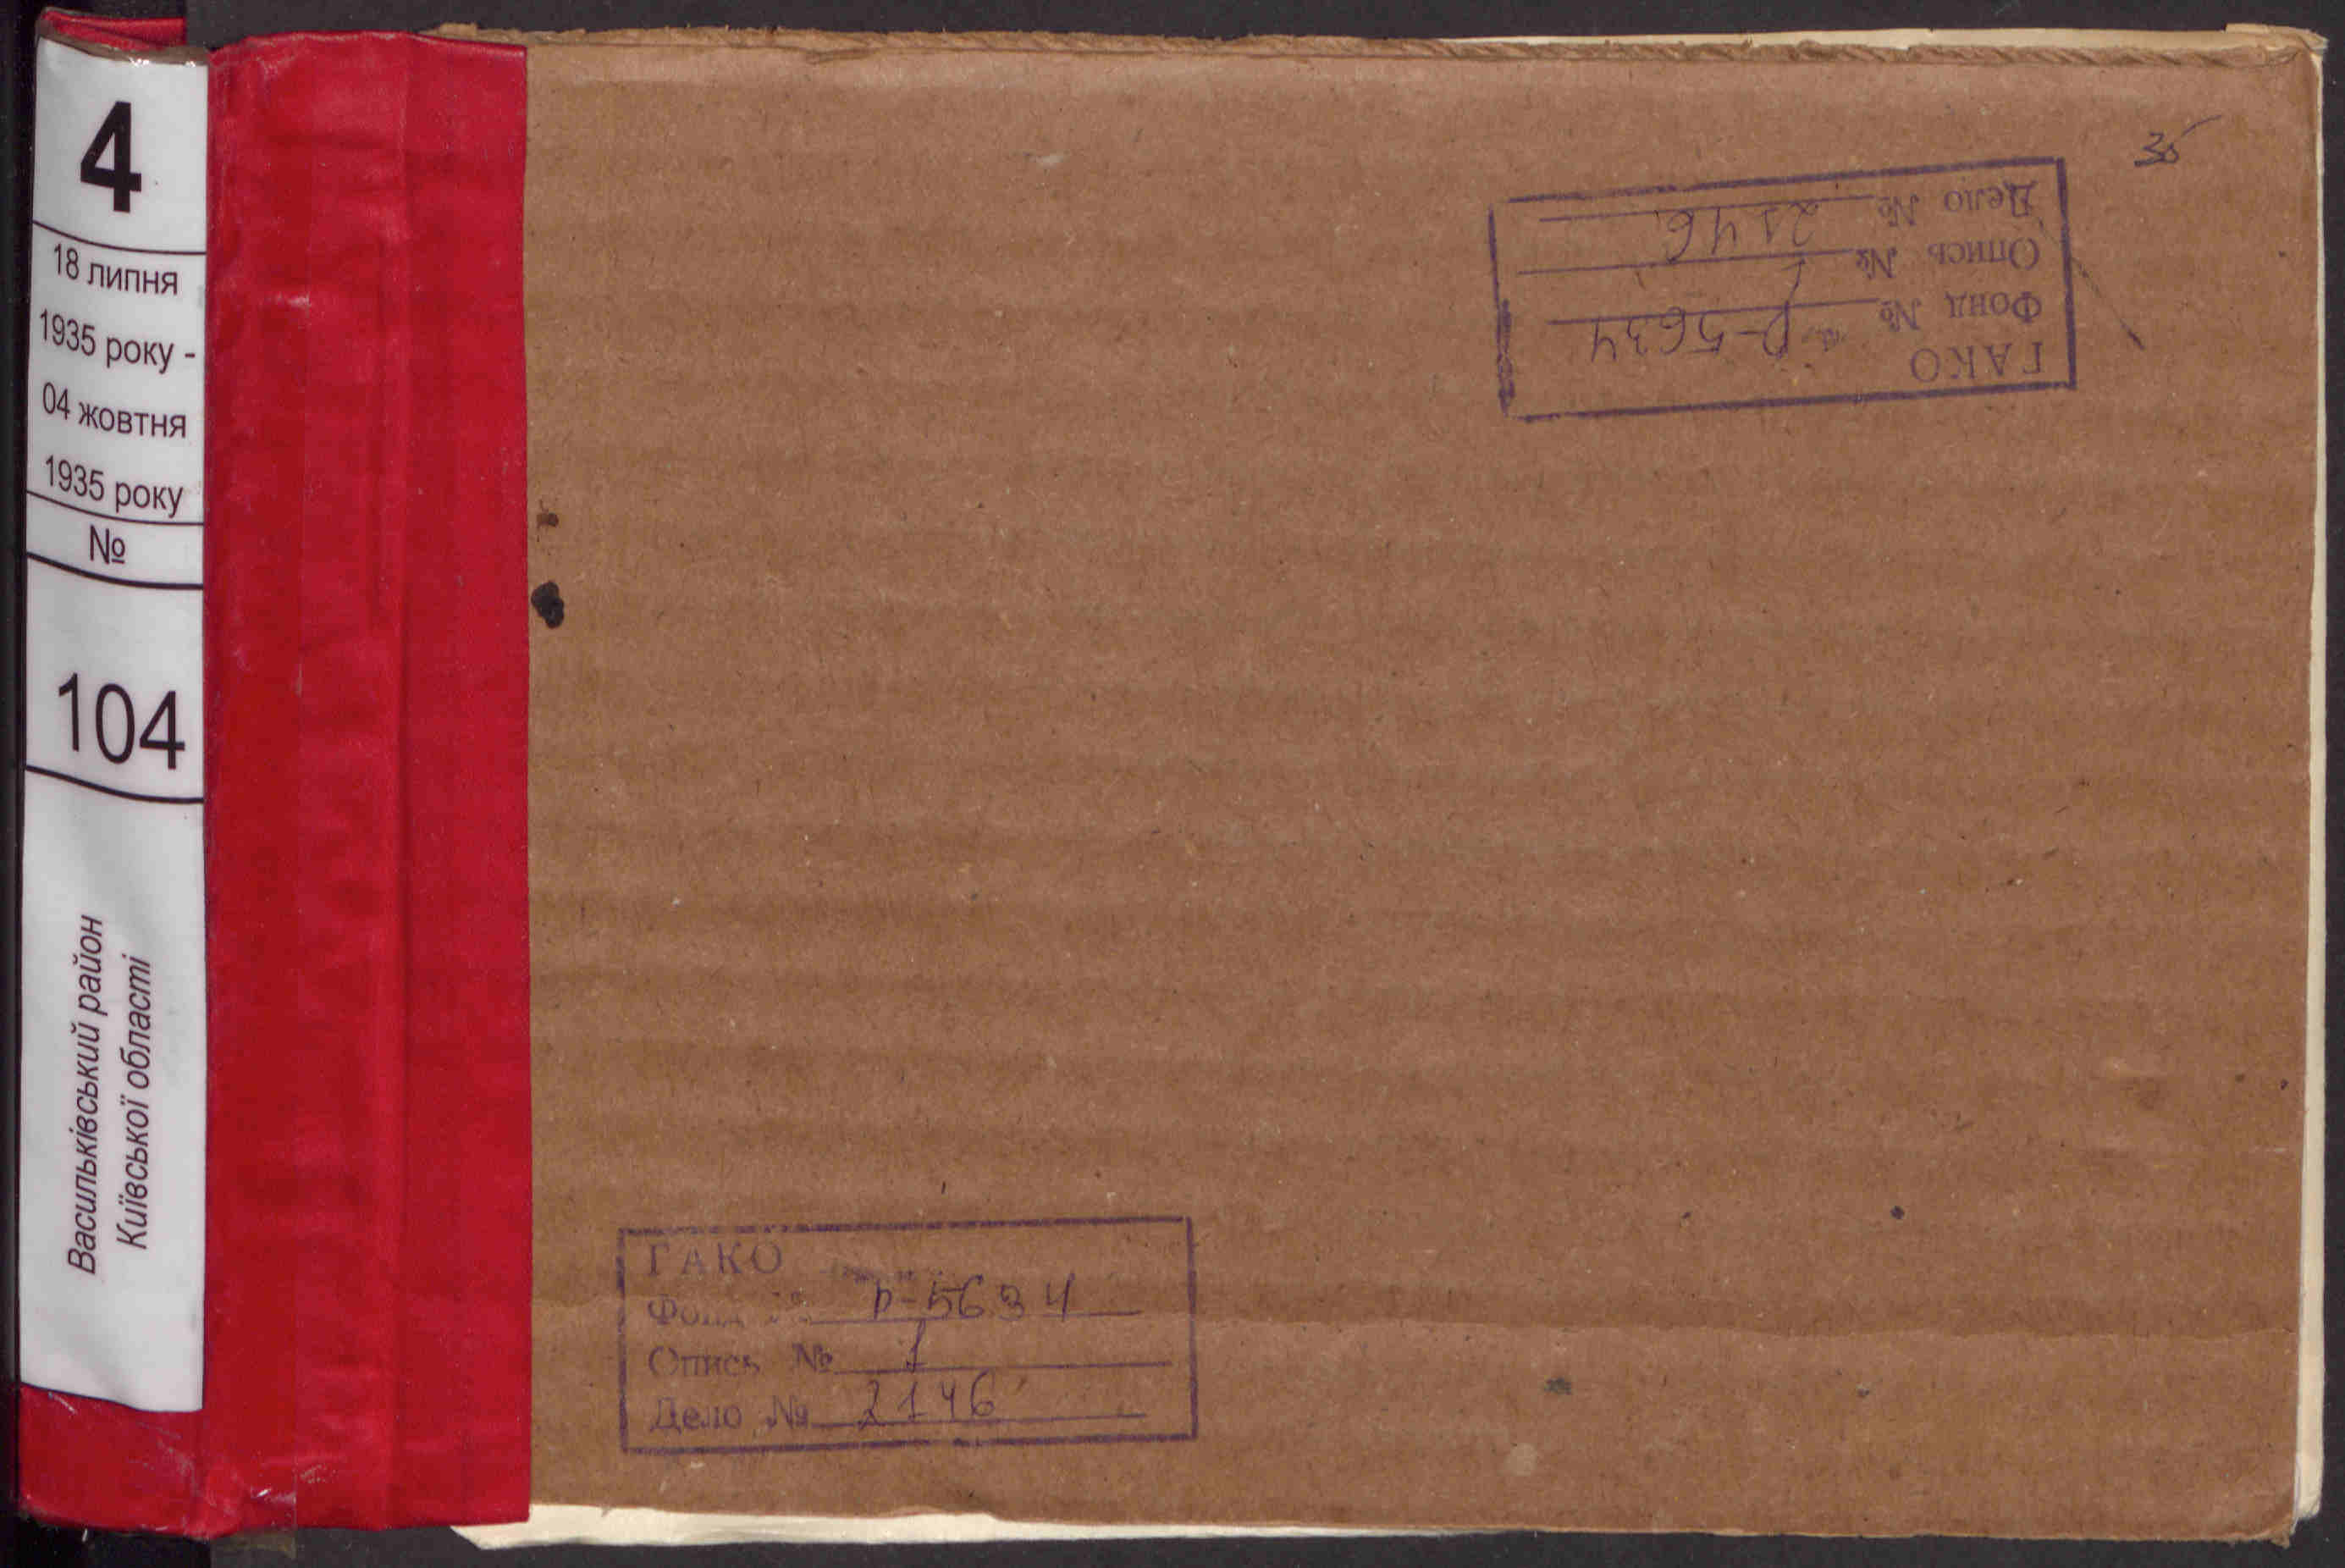 4
18 липня
1935 року -
04 жовтня
1935 року
№
104
Васильківський район
Київської області
ГАКО
Фонд № р-5634
Опись № 1
Дело № 2146
ГАКО
Фонд № р-5634
Опись № 1
Дело № 2146